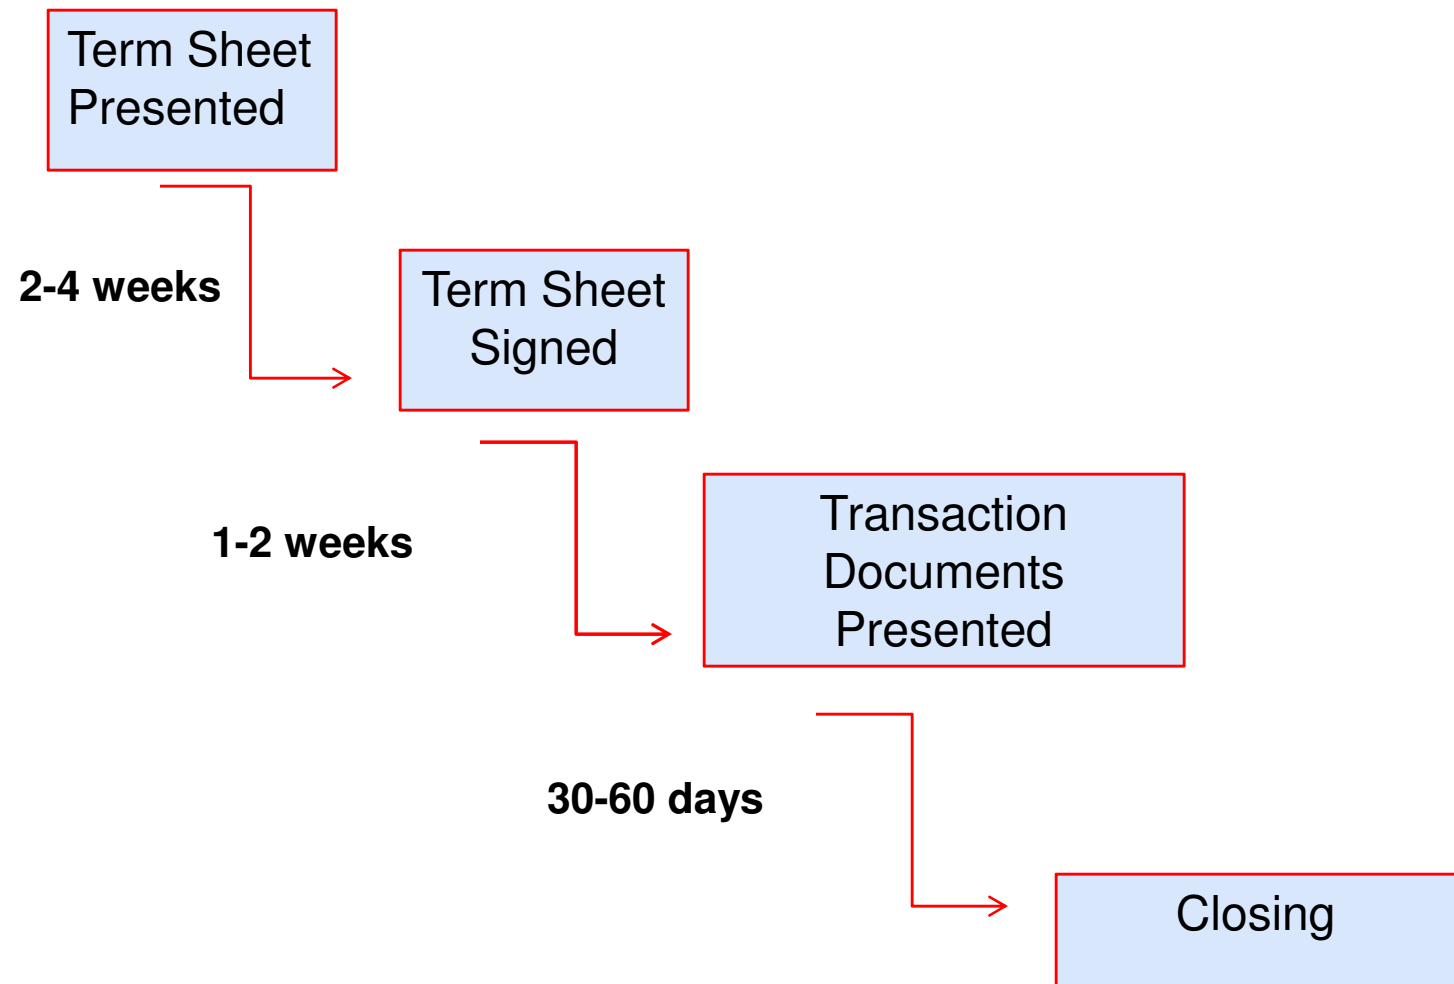 Term Sheet
Presented
2-4 weeks
Term Sheet
Signed
1-2 weeks
Transaction
Documents
Presented
30-60 days
Closing